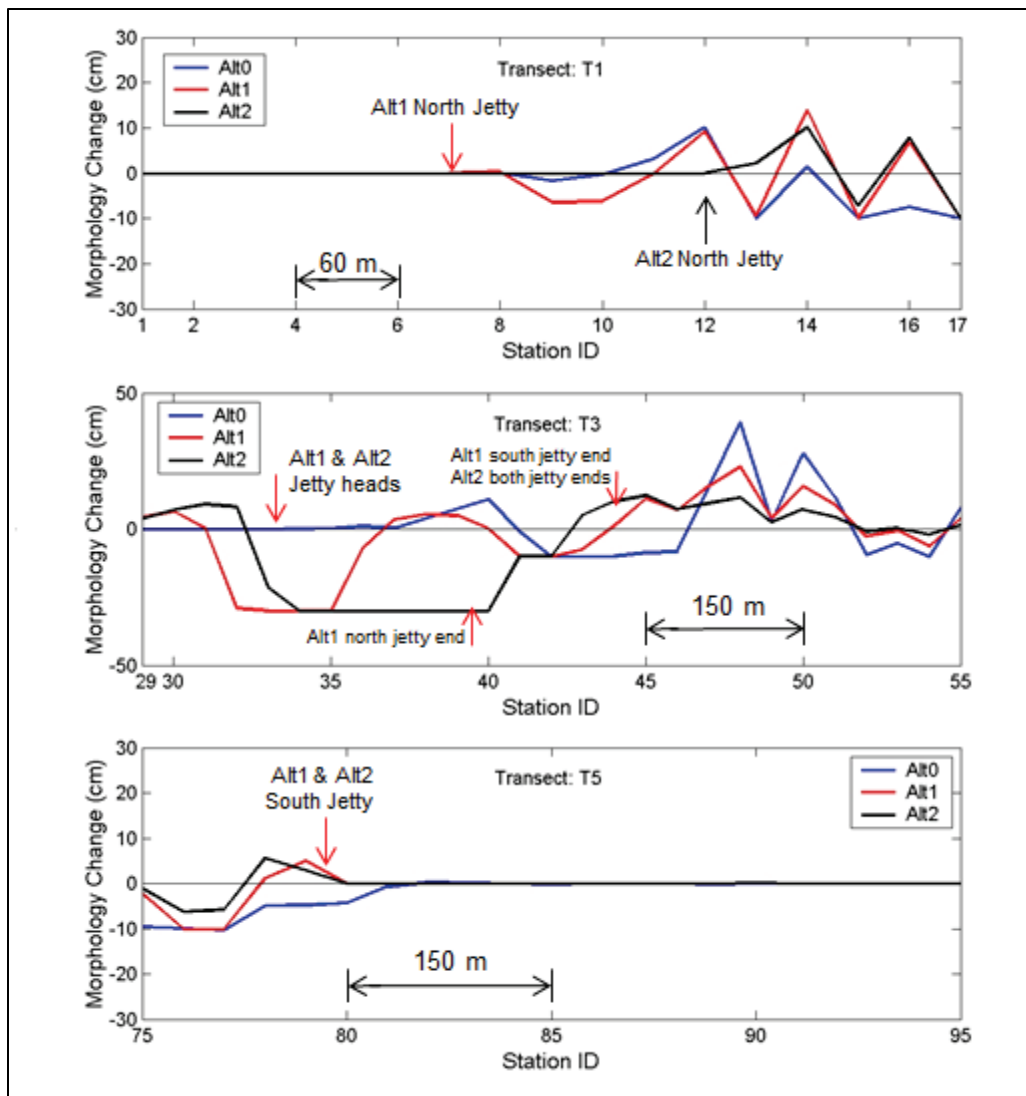 Transect: T1
Alt0
Alt1
Alt2
Alt1 North Jetty
Alt2 North Jetty
60 m
Morphology Change (cm)
30
20
10
0
-10
-20
-30
1 2 4 6 8 10 12 14 16 17
Station ID
Transect: T3
Alt0
Alt1
Alt2
Alt1 & Alt2
Jetty heads
Alt1 south jetty end
Alt2 both jetty ends
Alt1 north jetty end
150 m
Morphology Change (cm)
50
0
-50
29 30 35 40 45 50 55
Station ID
Transect: T5
Alt1 & Alt2
South Jetty
Alt0
Alt1
Alt2
150 m
Morphology Change (cm)
30
20
10
0
-10
-20
-30
75 80 85 90 95
Station ID